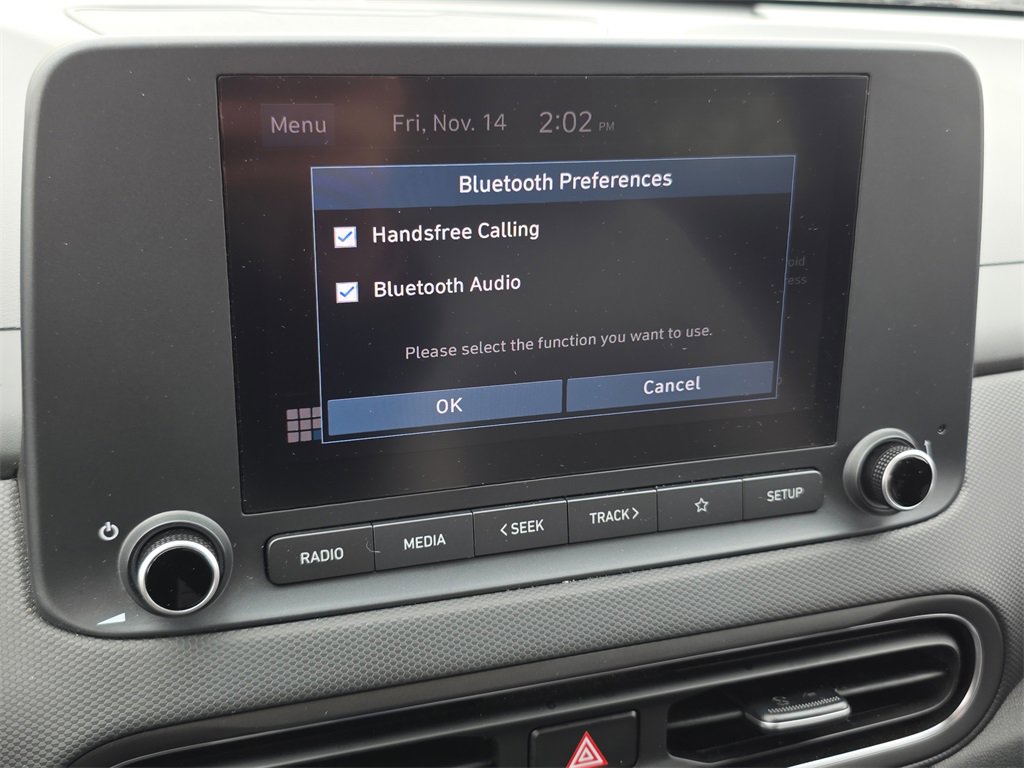 Menu Fri, Nov. 14 2:02 PM
Bluetooth Preferences
Handsfree Calling
Bluetooth Audio
Please select the function you want to use.
OK Cancel
RADIO MEDIA <SEEK TRACK> SETUP